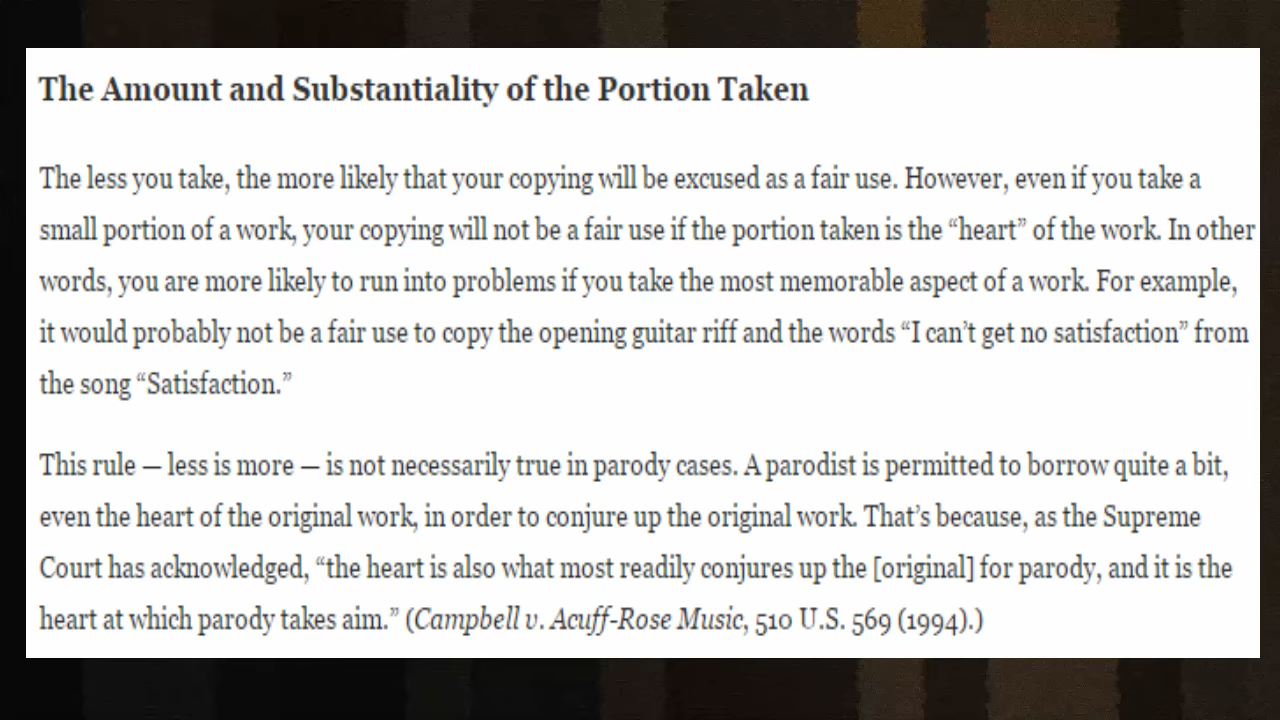 The Amount and Substantiality of the Portion Taken
The less you take, the more likely that your copying will be excused as a fair use. However, even if you take a
small portion of a work, your copying will not be a fair use if the portion taken is the “heart” of the work. In other
words, you are more likely to run into problems if you take the most memorable aspect of a work. For example,
it would probably not be a fair use to copy the opening guitar riff and the words “I can’t get no satisfaction” from
the song “Satisfaction.”
This rule — less is more — is not necessarily true in parody cases. A parodist is permitted to borrow quite a bit,
even the heart of the original work, in order to conjure up the original work. That’s because, as the Supreme
Court has acknowledged, “the heart is also what most readily conjures up the [original] for parody, and it is the
heart at which parody takes aim.” (Campbell v. Acuff-Rose Music, 510 U.S. 569 (1994).)